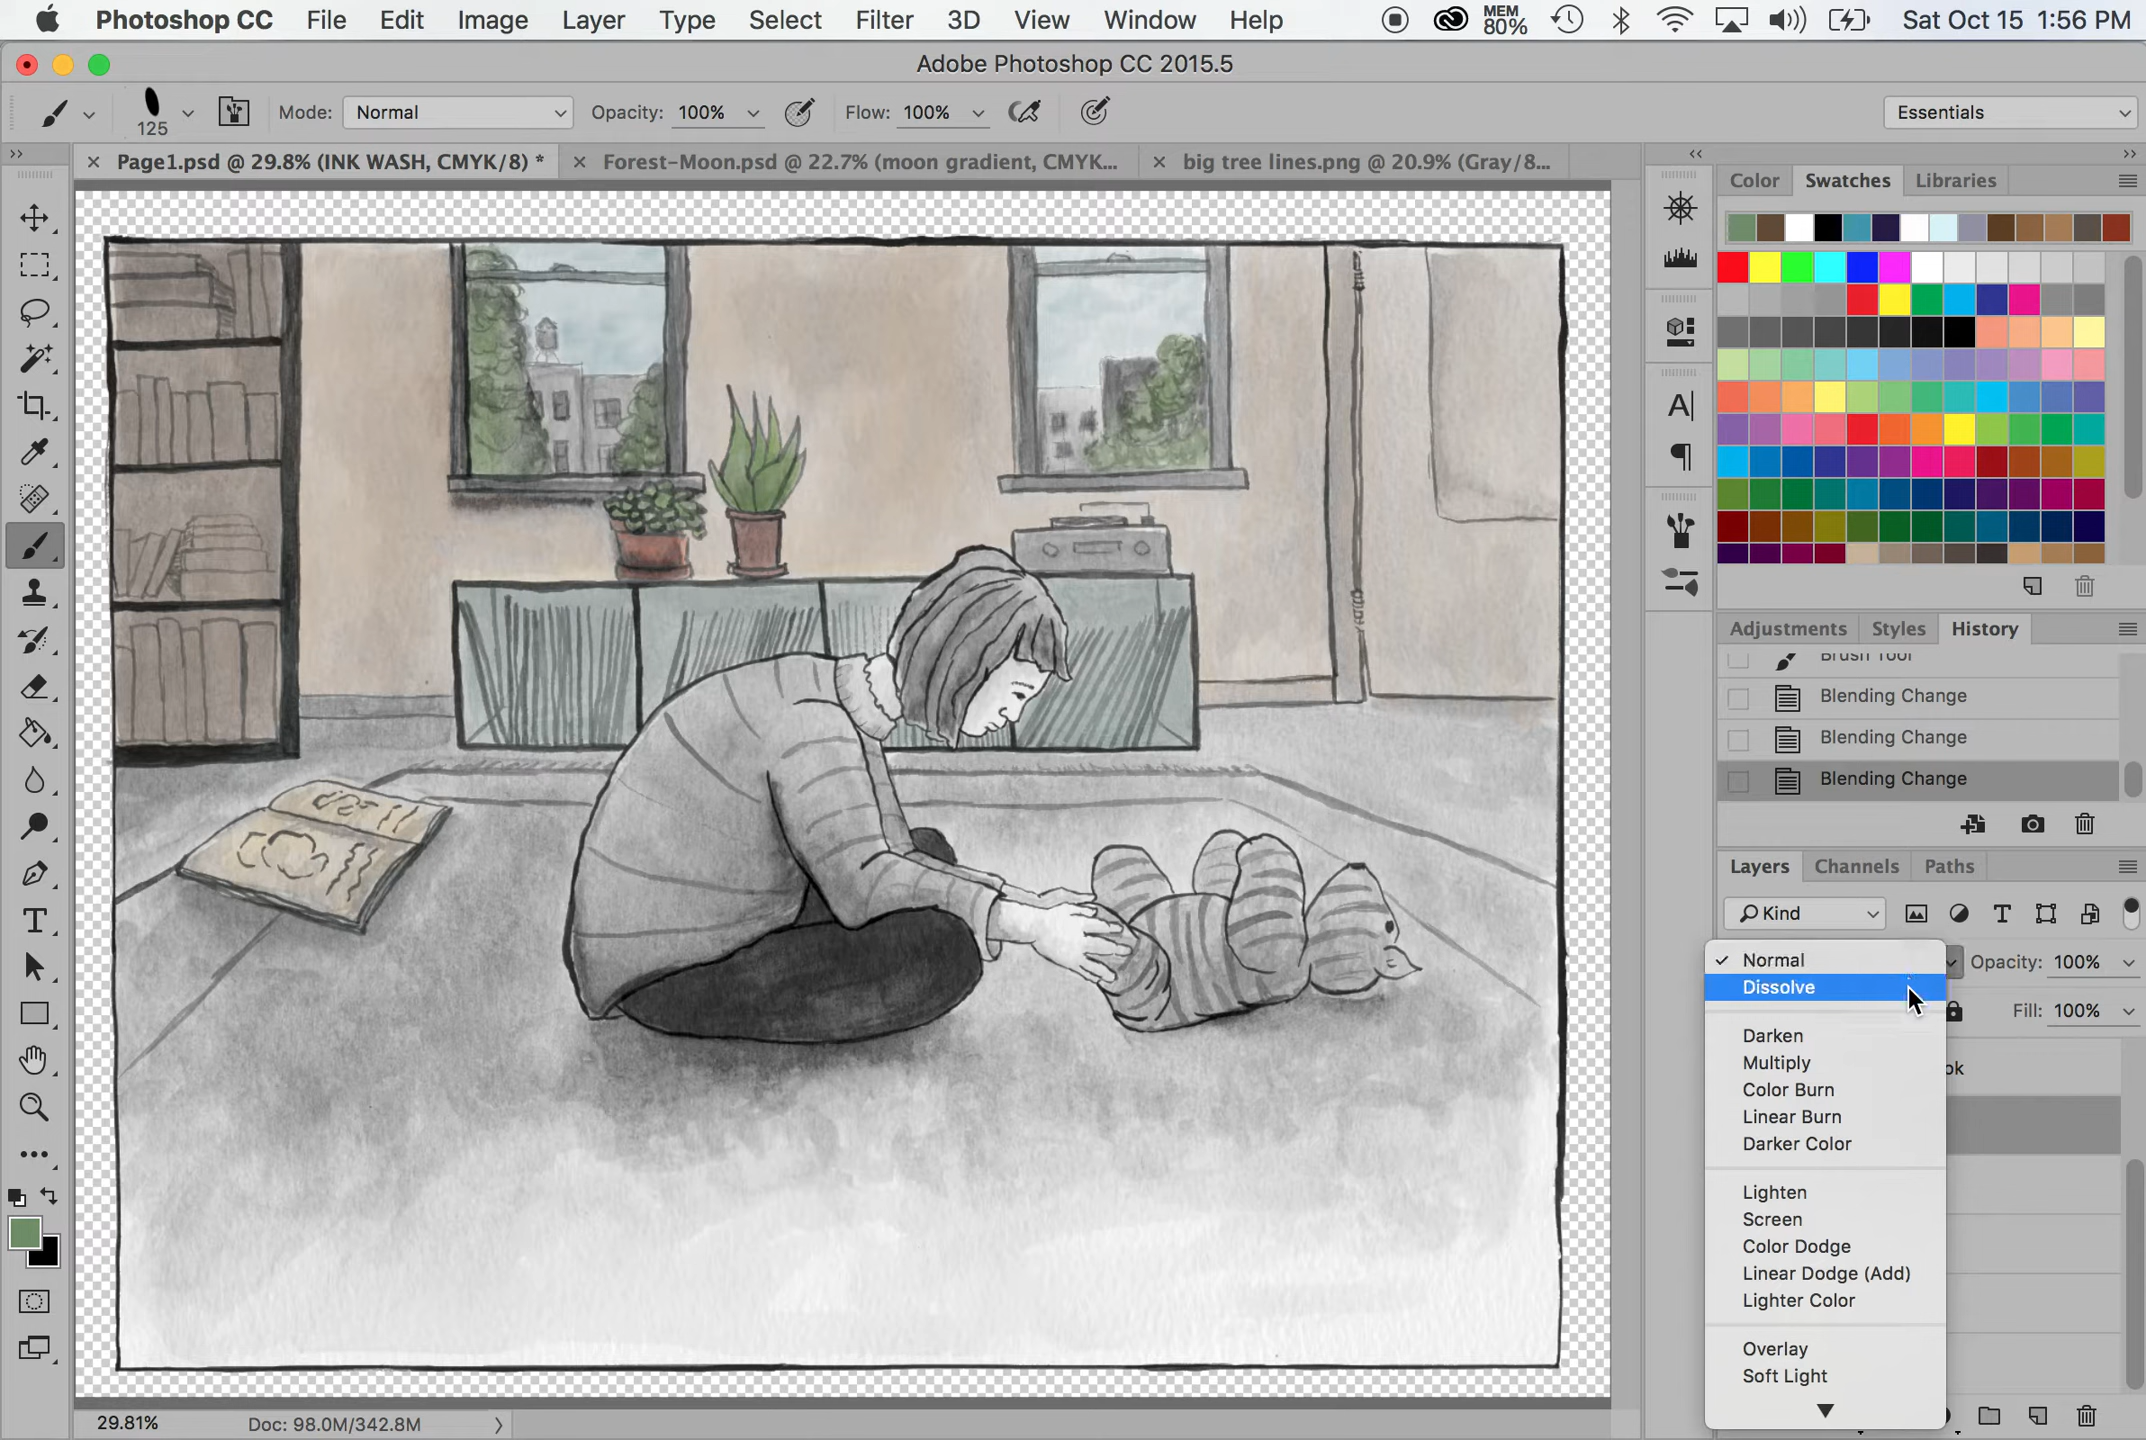 Photoshop CC File Edit Image Layer Type Select Filter 3D View Window Help MEM 80% Sat Oct 15 1:56 PM
Adobe Photoshop CC 2015.5
125 Mode: Normal Opacity: 100% Flow: 100% Essentials
Page1.psd @ 29.8% (INK WASH, CMYK/8) * Forest-Moon.psd @ 22.7% (moon gradient, CMYK... big tree lines.png @ 20.9% (Gray/8...
Color Swatches Libraries
Adjustments Styles History
Brush Tool
Blending Change
Blending Change
Blending Change
Layers Channels Paths
Kind
Normal Opacity: 100%
Dissolve
Fill: 100%
Darken
Multiply
Color Burn
Linear Burn
Darker Color
Lighten
Screen
Color Dodge
Linear Dodge (Add)
Lighter Color
Overlay
Soft Light
29.81% Doc: 98.0M/342.8M